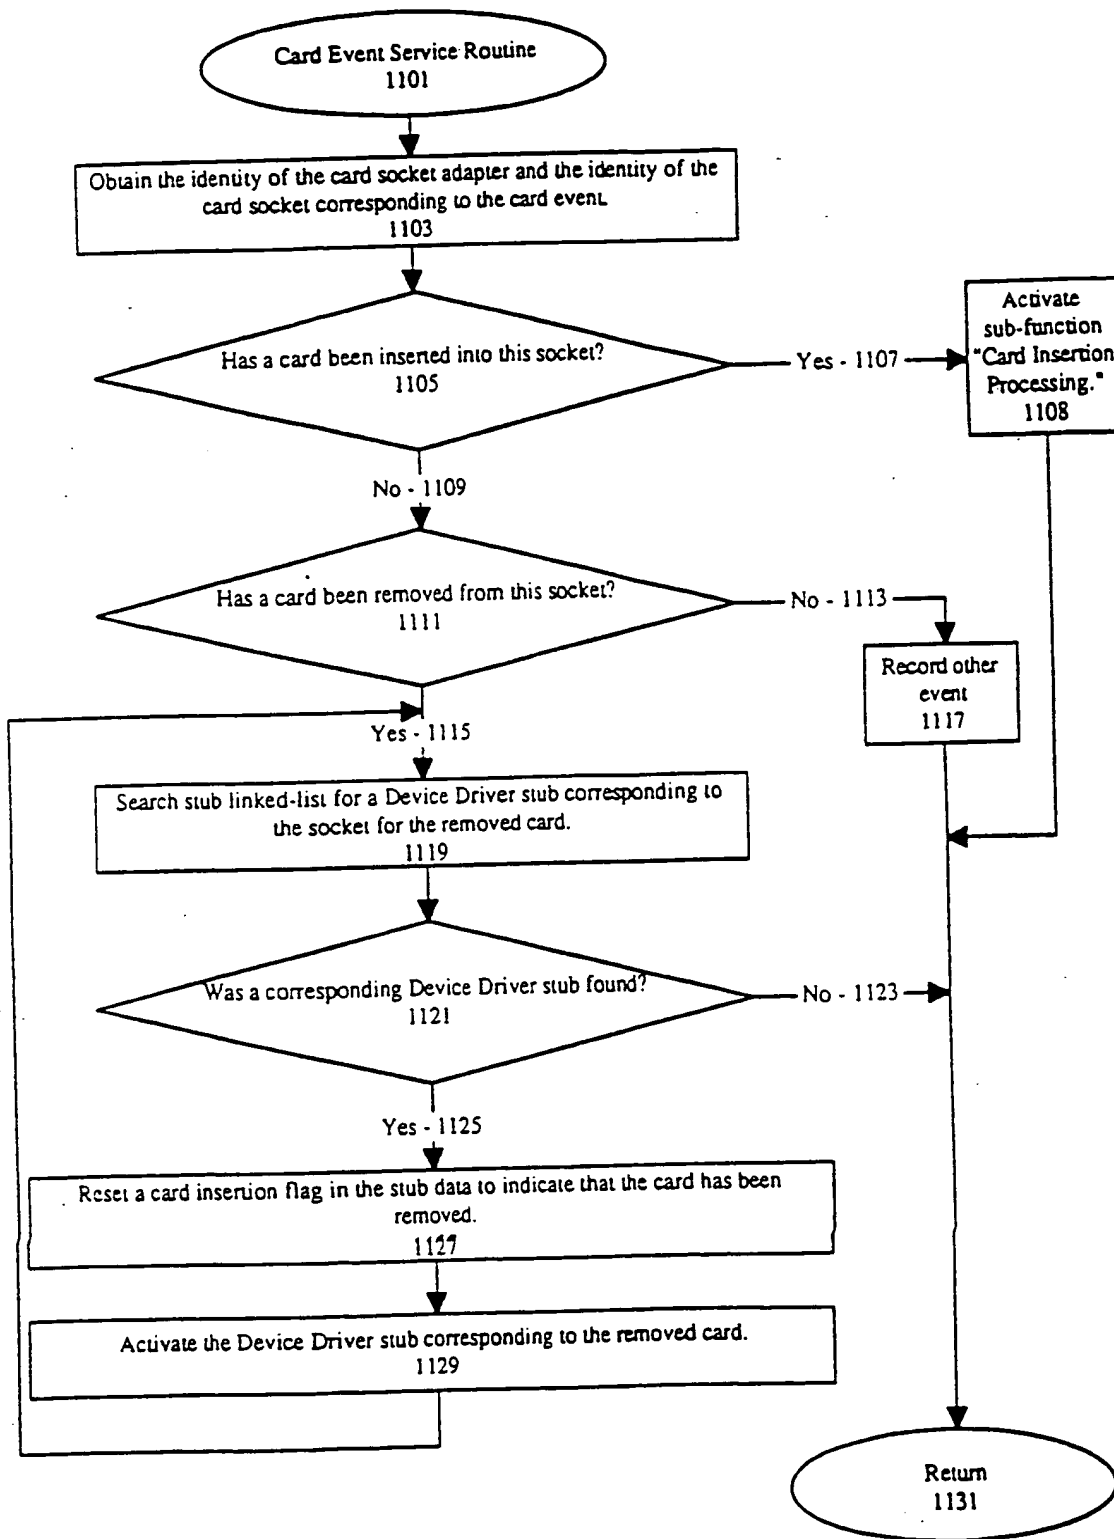 Card Event Service Routine
1101
Obtain the identity of the card socket adapter and the identity of the
card socket corresponding to the card event.
1103
Has a card been inserted into this socket?
1105
Yes - 1107
Activate
sub-function
"Card Insertion
Processing."
1108
No - 1109
Has a card been removed from this socket?
1111
No - 1113
Record other
event
1117
Yes - 1115
Search stub linked-list for a Device Driver stub corresponding to
the socket for the removed card.
1119
Was a corresponding Device Driver stub found?
1121
No - 1123
Yes - 1125
Reset a card insertion flag in the stub data to indicate that the card has been
removed.
1127
Activate the Device Driver stub corresponding to the removed card.
1129
Return
1131